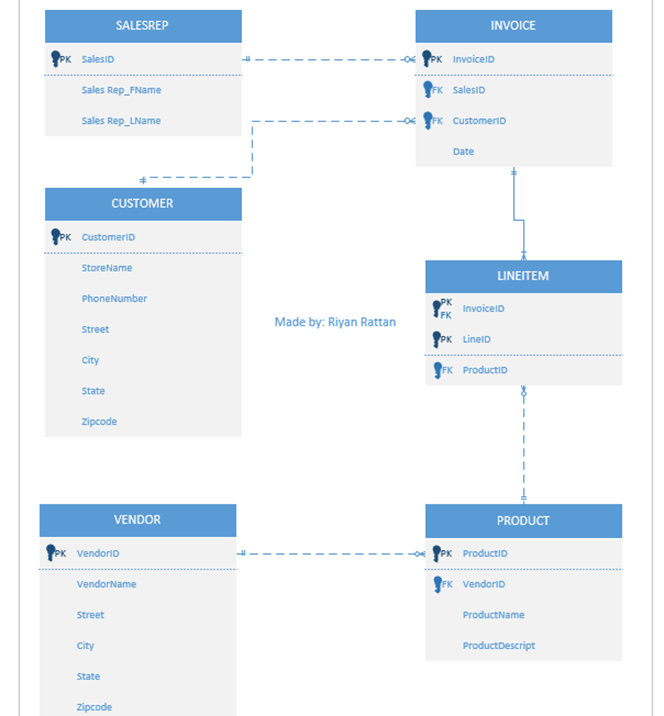 SALESREP
PK SalesID
Sales Rep_FName
Sales Rep_LName
INVOICE
PK InvoiceID
FK SalesID
FK CustomerID
Date
CUSTOMER
PK CustomerID
StoreName
PhoneNumber
Street
City
State
Zipcode
Made by: Riyan Rattan
LINEITEM
PK
FK InvoiceID
PK LineID
FK ProductID
VENDOR
PK VendorID
VendorName
Street
City
State
Zipcode
PRODUCT
PK ProductID
FK VendorID
ProductName
ProductDescript